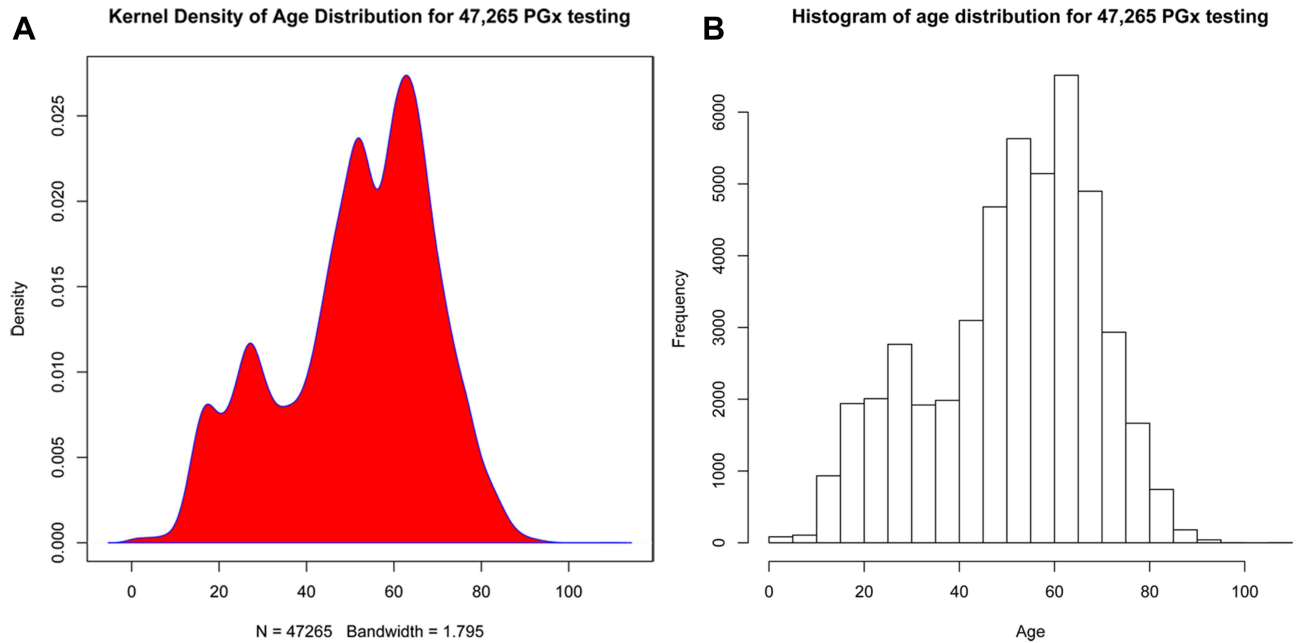 A
Kernel Density of Age Distribution for 47,265 PGx testing
Density
0.025
0.020
0.015
0.010
0.005
0.000
0 20 40 60 80 100
N = 47265 Bandwidth = 1.795
B
Histogram of age distribution for 47,265 PGx testing
Frequency
6000
5000
4000
3000
2000
1000
0
0 20 40 60 80 100
Age